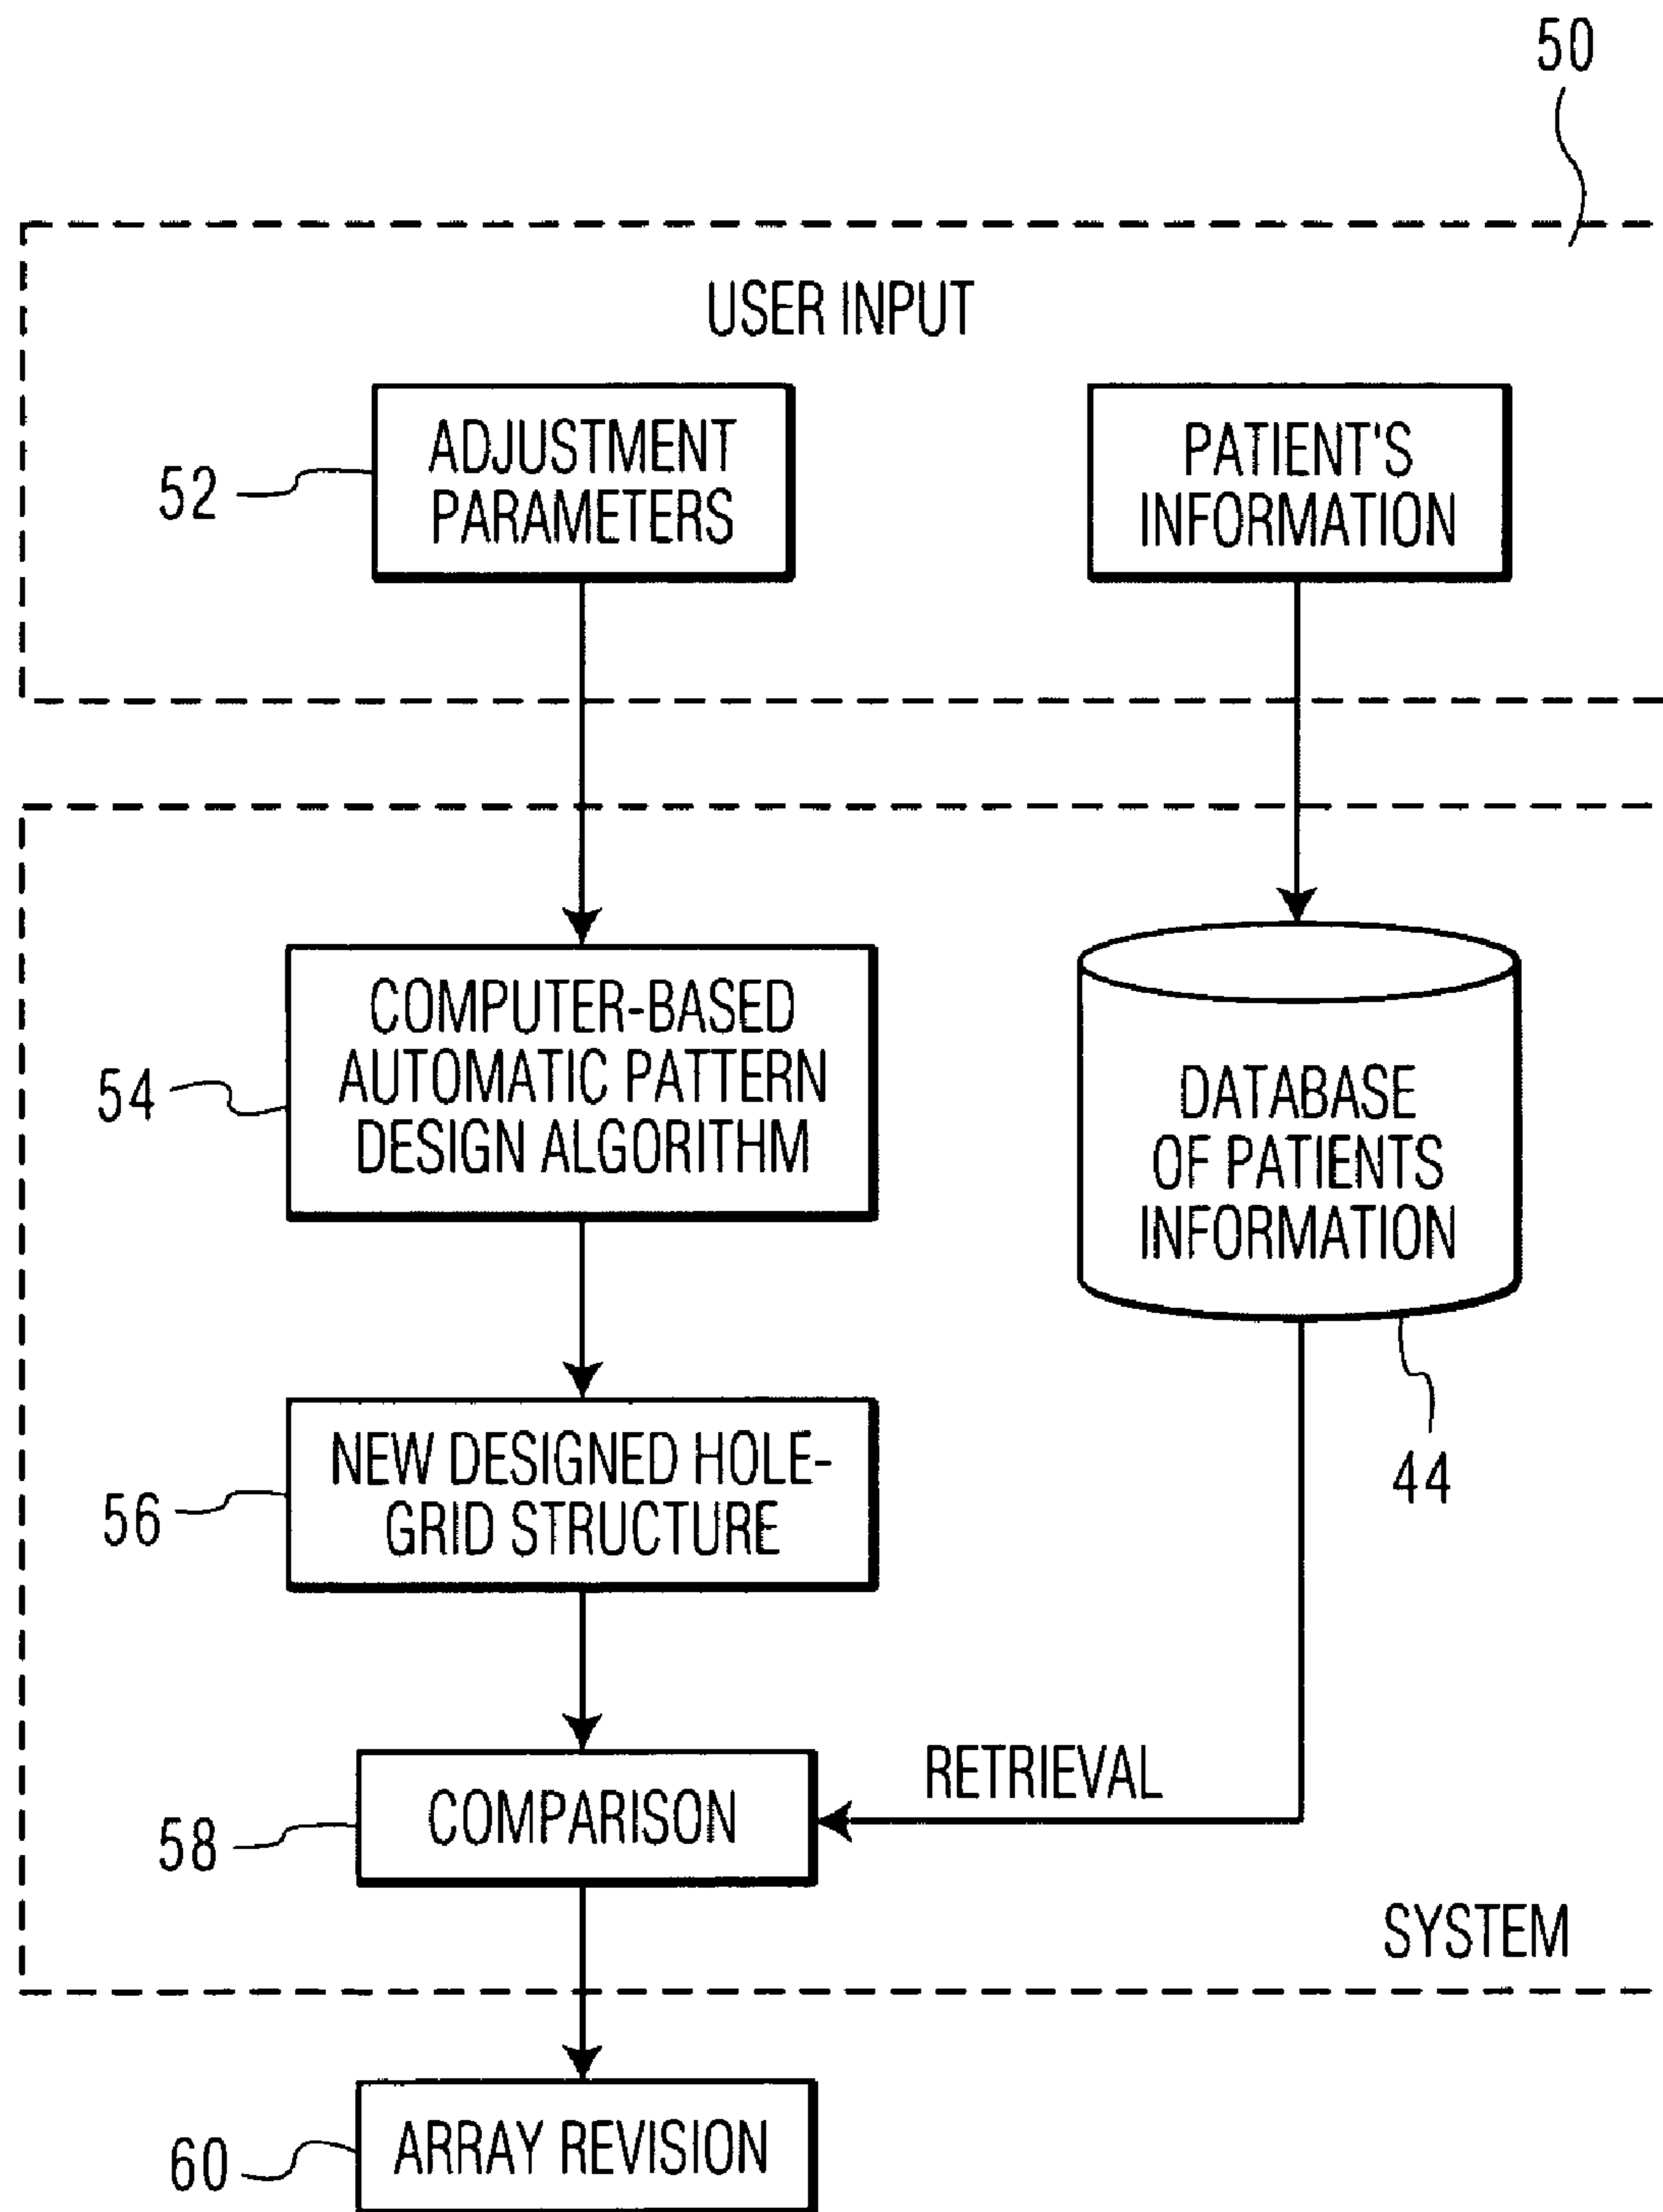 50
USER INPUT
ADJUSTMENT
PARAMETERS
52
PATIENT'S
INFORMATION
COMPUTER-BASED
AUTOMATIC PATTERN
DESIGN ALGORITHM
54
DATABASE
OF PATIENTS
INFORMATION
44
NEW DESIGNED HOLE-
GRID STRUCTURE
56
RETRIEVAL
COMPARISON
58
SYSTEM
ARRAY REVISION
60